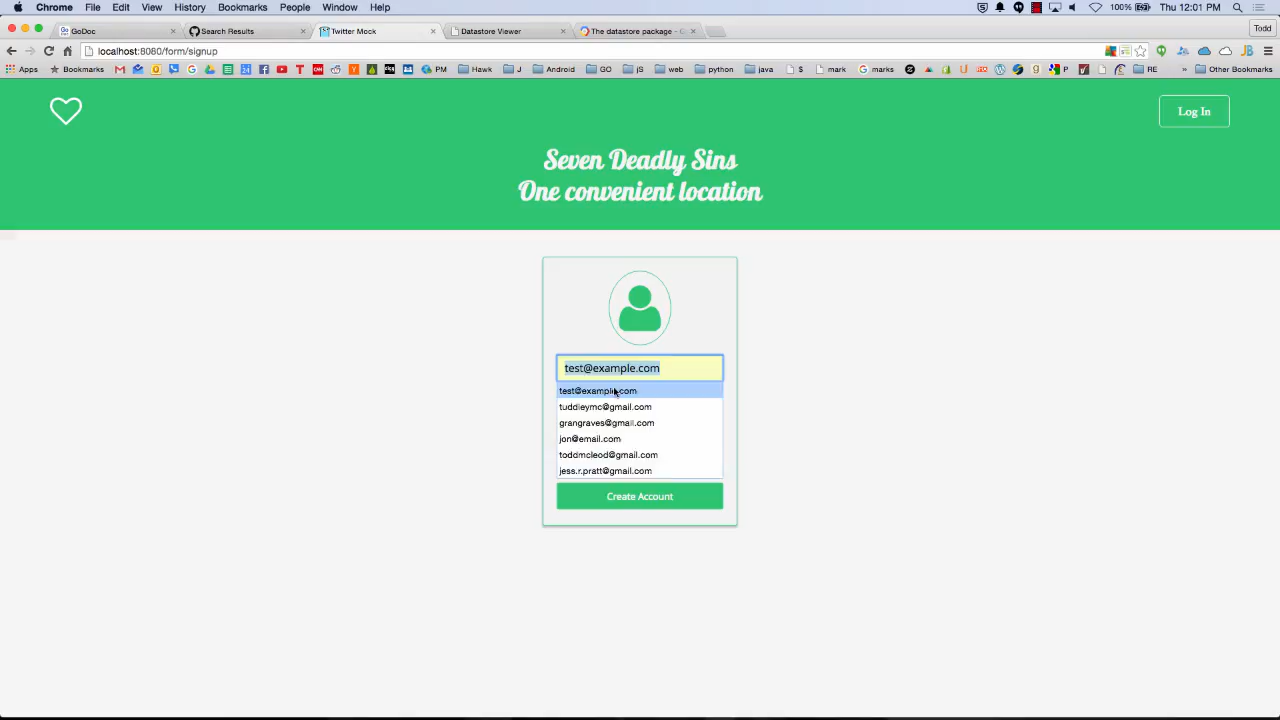 Chrome File Edit View History Bookmarks People Window Help 100% Thu 12:01 PM
GoDoc Search Results Twitter Mock Datastore Viewer The datastore package - G Todd
localhost:8080/form/signup
Apps Bookmarks PM Hawk J Android GO jS web python java $ mark marks RE » Other Bookmarks
Log In
Seven Deadly Sins
One convenient location
test@example.com
test@example.com
tuddieymc@gmail.com
grangraves@gmail.com
jon@email.com
toddmcleod@gmail.com
jess.r.pratt@gmail.com
Create Account